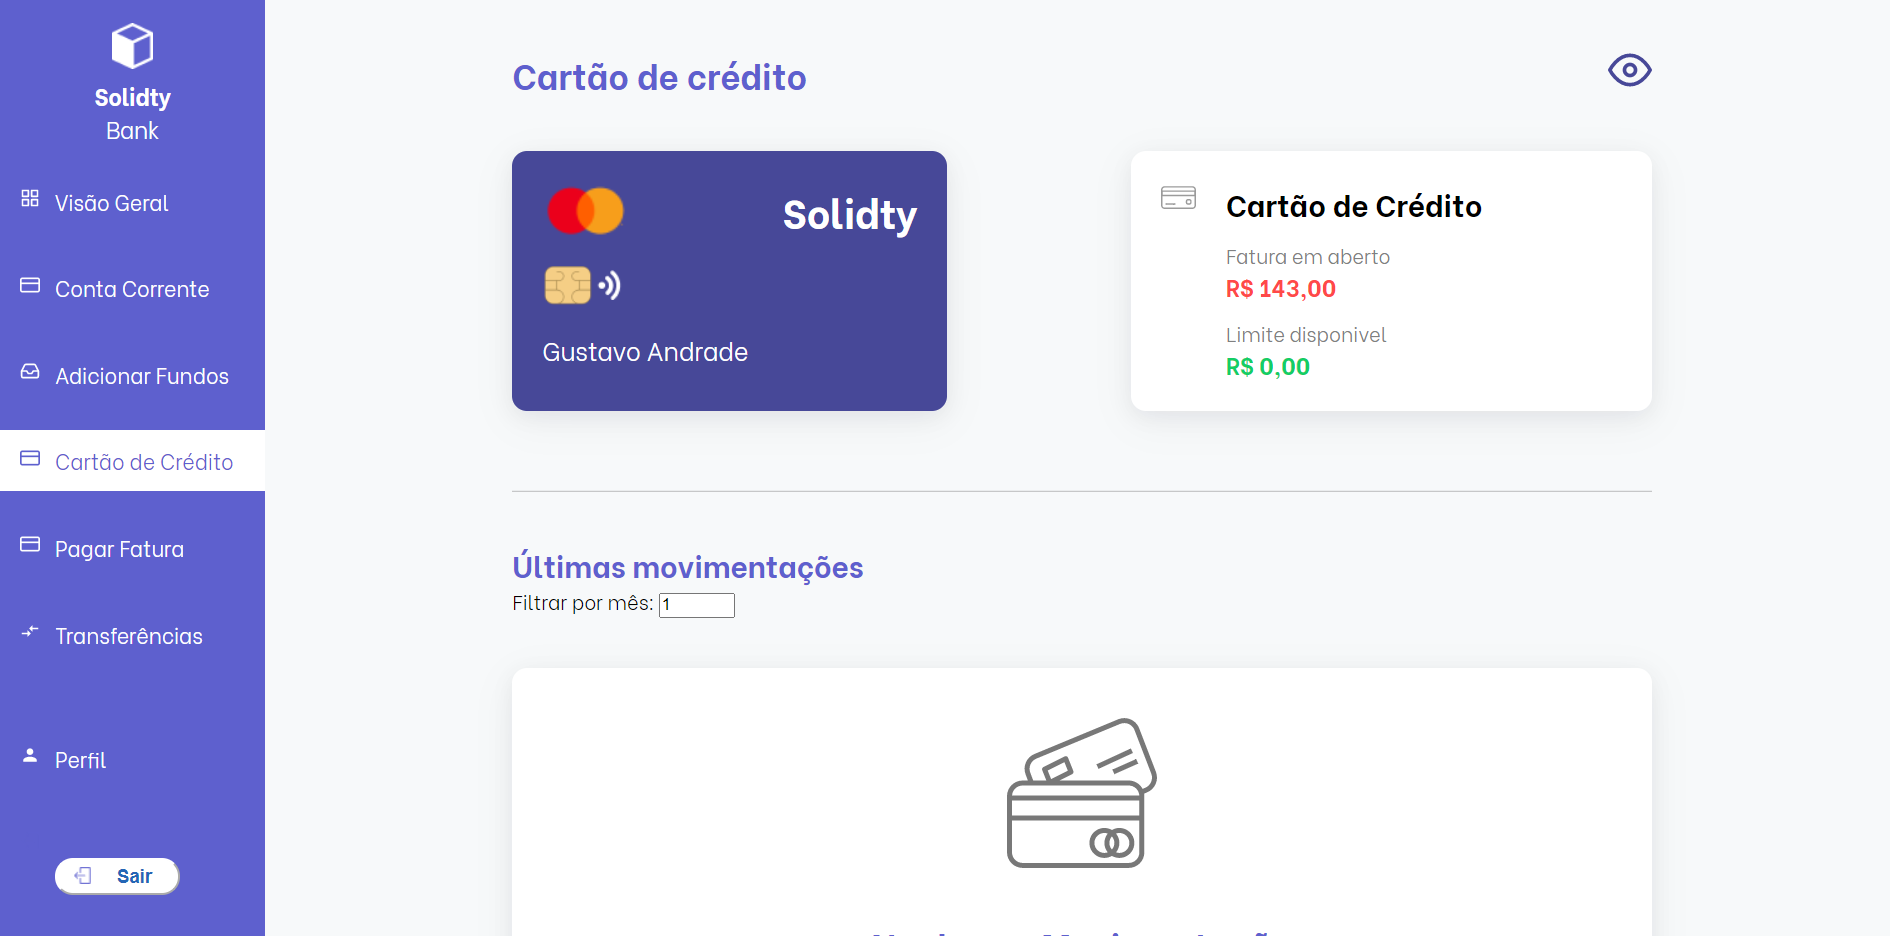 Solidty
Bank
Visão Geral
Conta Corrente
Adicionar Fundos
Cartão de Crédito
Pagar Fatura
Transferências
Perfil
Sair
Cartão de crédito
Solidty
Gustavo Andrade
Cartão de Crédito
Fatura em aberto
R$ 143,00
Limite disponivel
R$ 0,00
Últimas movimentações
Filtrar por mês: 1